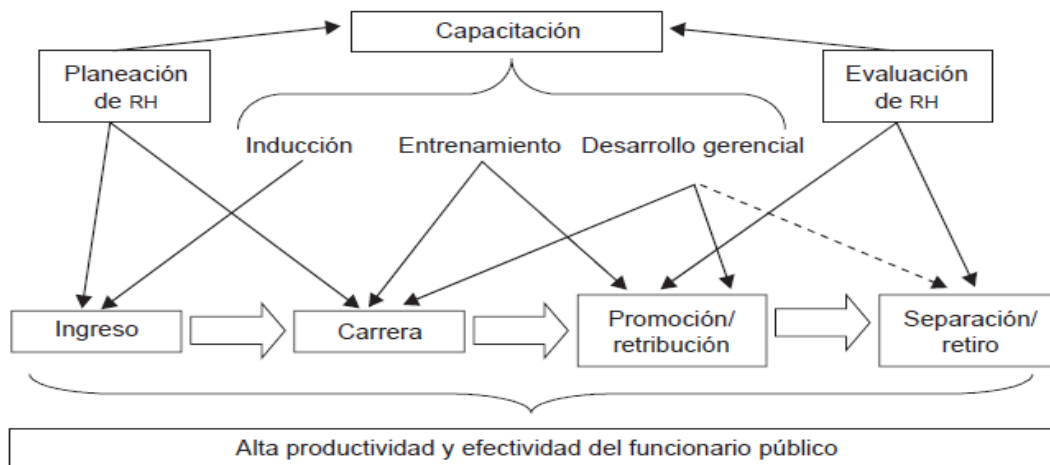 Capacitación
Planeación
de RH
Evaluación
de RH
Inducción
Entrenamiento
Desarrollo gerencial
Ingreso
Carrera
Promoción/
retribución
Separación/
retiro
Alta productividad y efectividad del funcionario público